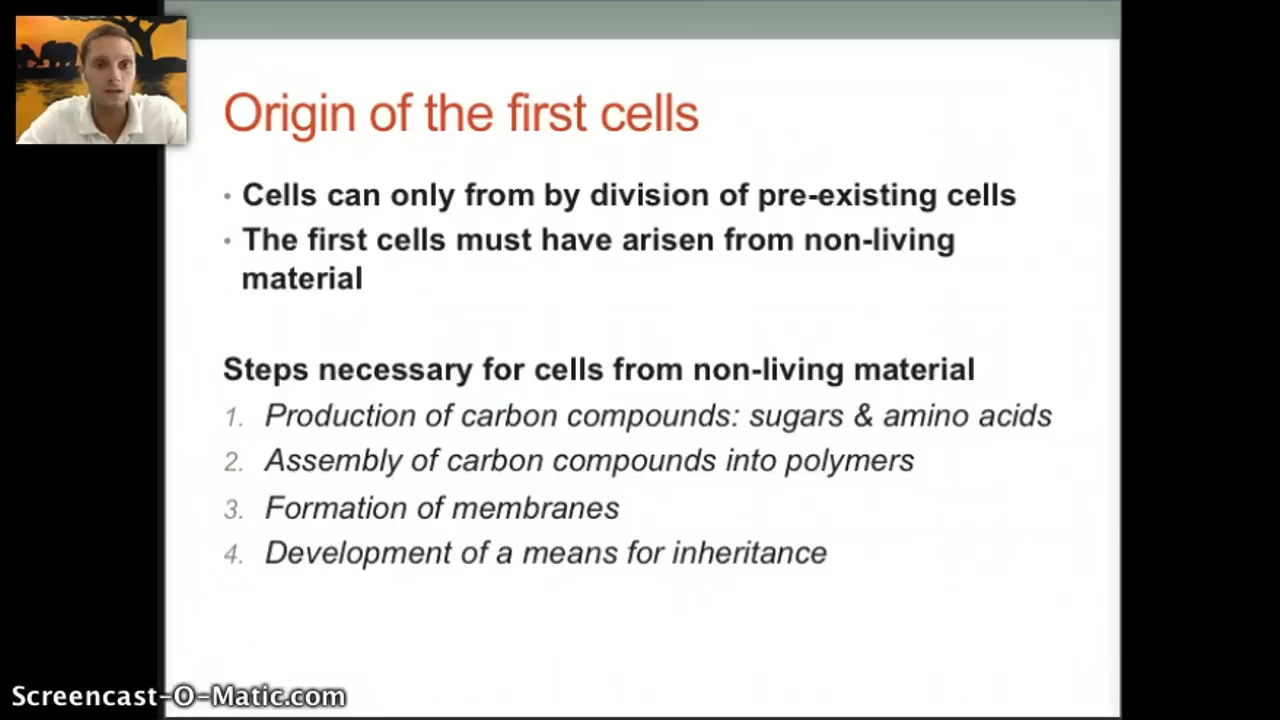 Origin of the first cells
• Cells can only from by division of pre-existing cells
• The first cells must have arisen from non-living
material
Steps necessary for cells from non-living material
1. Production of carbon compounds: sugars & amino acids
2. Assembly of carbon compounds into polymers
3. Formation of membranes
4. Development of a means for inheritance
Screencast-O-Matic.com